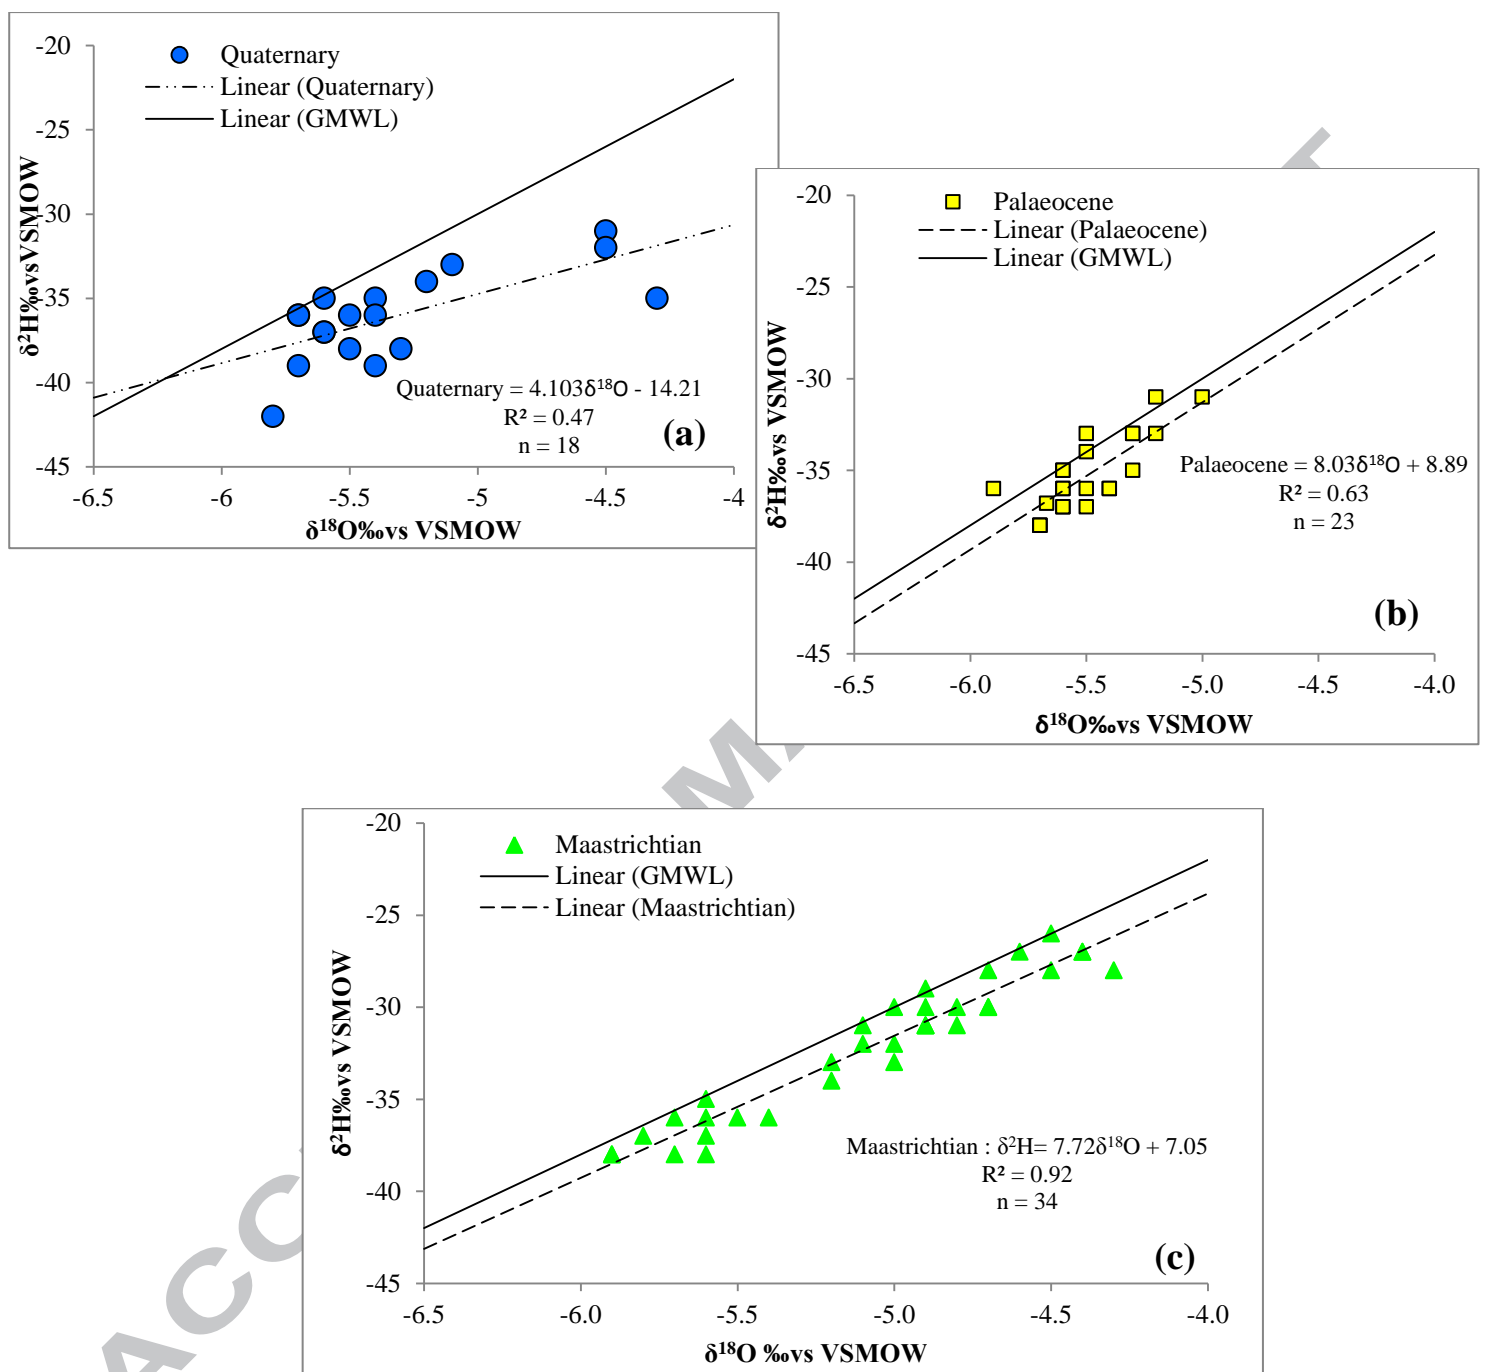 -20
-25
-30
-35
-40
-45
-6.5
-6
-5.5
-5
-4.5
-4
Quaternary
Linear (Quaternary)
Linear (GMWL)
δ²H‰vsVSMOW
δ¹⁸O‰vs VSMOW
Quaternary = 4.103δ¹⁸O - 14.21
R² = 0.47
n = 18
(a)
-20
-25
-30
-35
-40
-45
-6.5
-6.0
-5.5
-5.0
-4.5
-4.0
Palaeocene
Linear (Palaeocene)
Linear (GMWL)
δ²H‰vs VSMOW
δ¹⁸O‰vs VSMOW
Palaeocene = 8.03δ¹⁸O + 8.89
R² = 0.63
n = 23
(b)
-20
-25
-30
-35
-40
-45
-6.5
-6.0
-5.5
-5.0
-4.5
-4.0
Maastrichtian
Linear (GMWL)
Linear (Maastrichtian)
δ²H‰vs VSMOW
δ¹⁸O ‰vs VSMOW
Maastrichtian : δ²H= 7.72δ¹⁸O + 7.05
R² = 0.92
n = 34
(c)